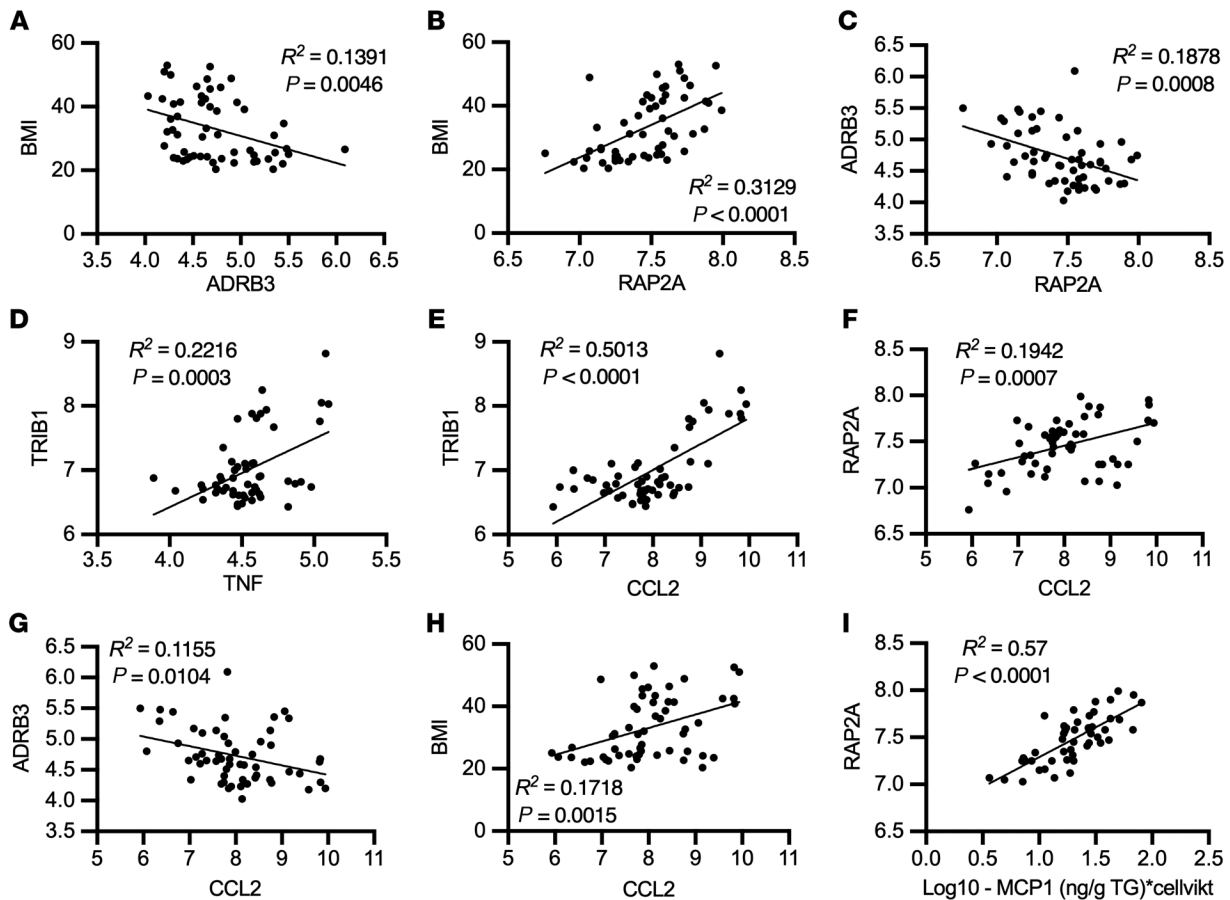 A
BMI
60
40
20
0
3.5 4.0 4.5 5.0 5.5 6.0 6.5
ADRB3
R² = 0.1391
P = 0.0046
B
BMI
60
40
20
0
6.5 7.0 7.5 8.0 8.5
RAP2A
R² = 0.3129
P < 0.0001
C
ADRB3
6.5
6.0
5.5
5.0
4.5
4.0
3.5
6.5 7.0 7.5 8.0 8.5
RAP2A
R² = 0.1878
P = 0.0008
D
TRIB1
9
8
7
6
3.5 4.0 4.5 5.0 5.5
TNF
R² = 0.2216
P = 0.0003
E
TRIB1
9
8
7
6
5 6 7 8 9 10 11
CCL2
R² = 0.5013
P < 0.0001
F
RAP2A
8.5
8.0
7.5
7.0
6.5
5 6 7 8 9 10 11
CCL2
R² = 0.1942
P = 0.0007
G
ADRB3
6.5
6.0
5.5
5.0
4.5
4.0
3.5
5 6 7 8 9 10 11
CCL2
R² = 0.1155
P = 0.0104
H
BMI
60
40
20
0
5 6 7 8 9 10 11
CCL2
R² = 0.1718
P = 0.0015
I
RAP2A
8.5
8.0
7.5
7.0
6.5
0.0 0.5 1.0 1.5 2.0 2.5
Log10 - MCP1 (ng/g TG)*cellvikt
R² = 0.57
P < 0.0001